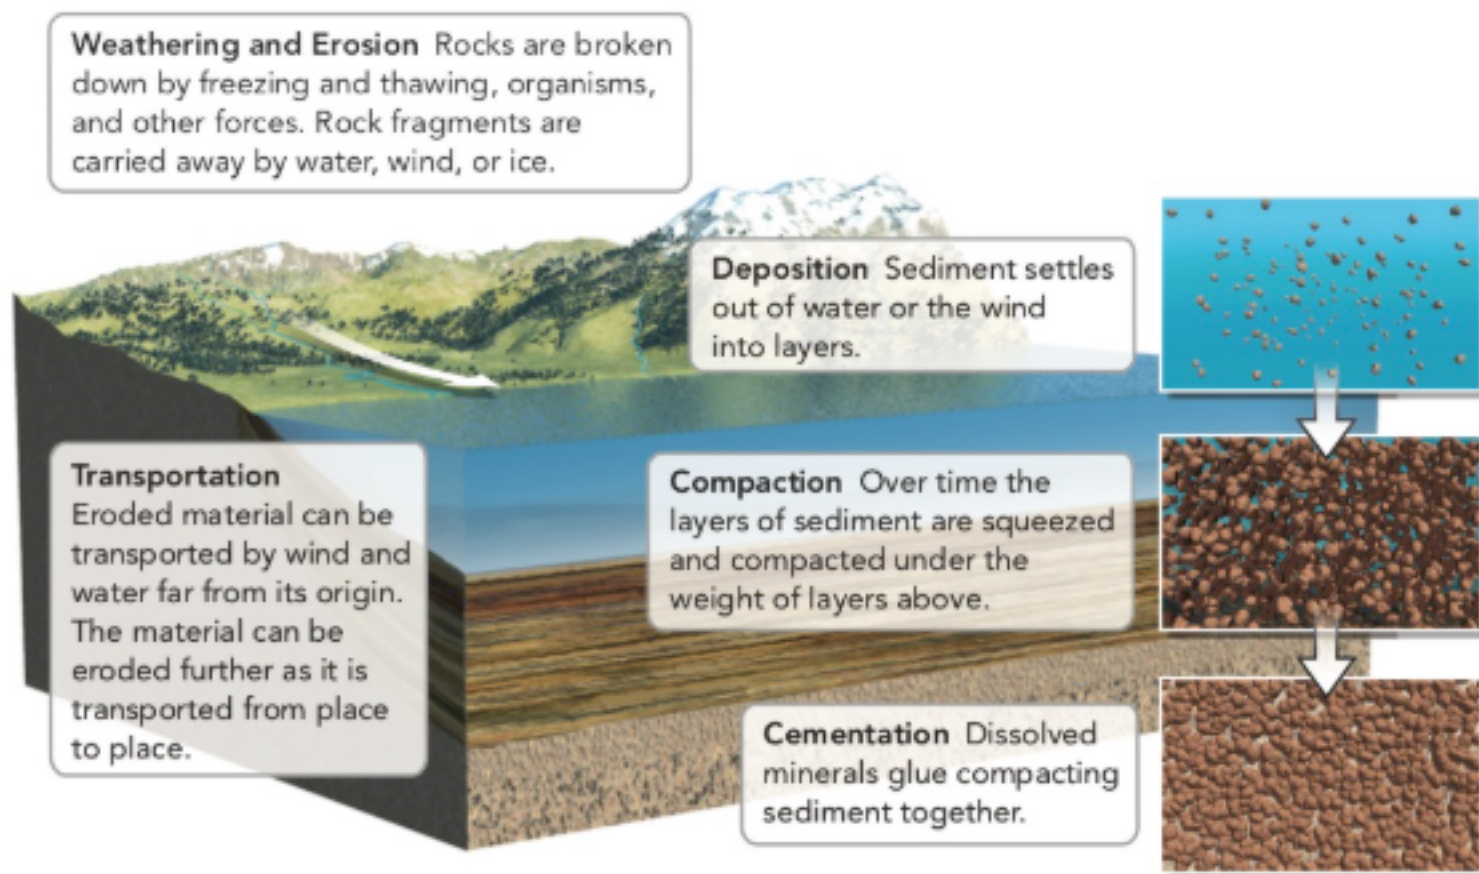 Weathering and Erosion Rocks are broken
down by freezing and thawing, organisms,
and other forces. Rock fragments are
carried away by water, wind, or ice.
Deposition Sediment settles
out of water or the wind
into layers.
Transportation
Eroded material can be
transported by wind and
water far from its origin.
The material can be
eroded further as it is
transported from place
to place.
Compaction Over time the
layers of sediment are squeezed
and compacted under the
weight of layers above.
Cementation Dissolved
minerals glue compacting
sediment together.